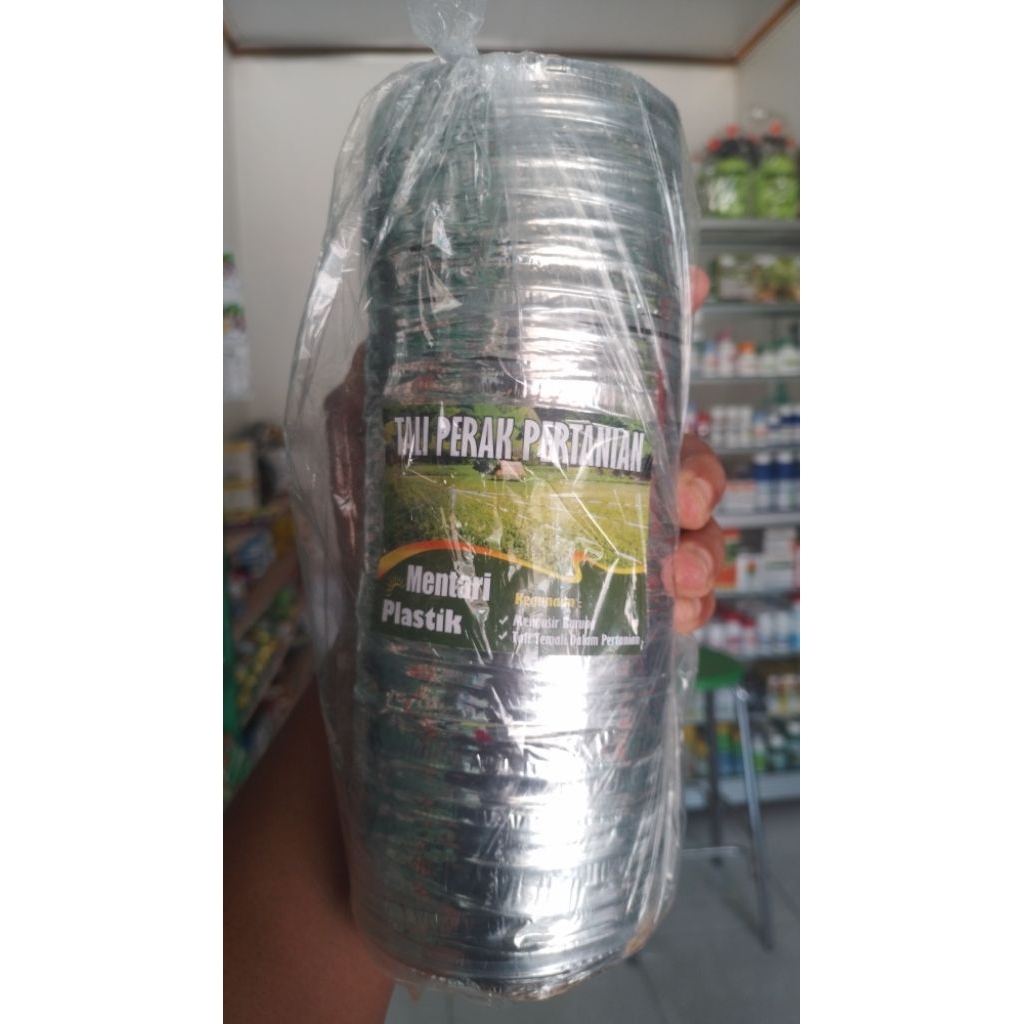 TALI PERAK PERTANIAN
Mentari
Plastik
Kegunaan :
✓ Mengusir Burung
✓ Tali Temali Dalam Pertanian